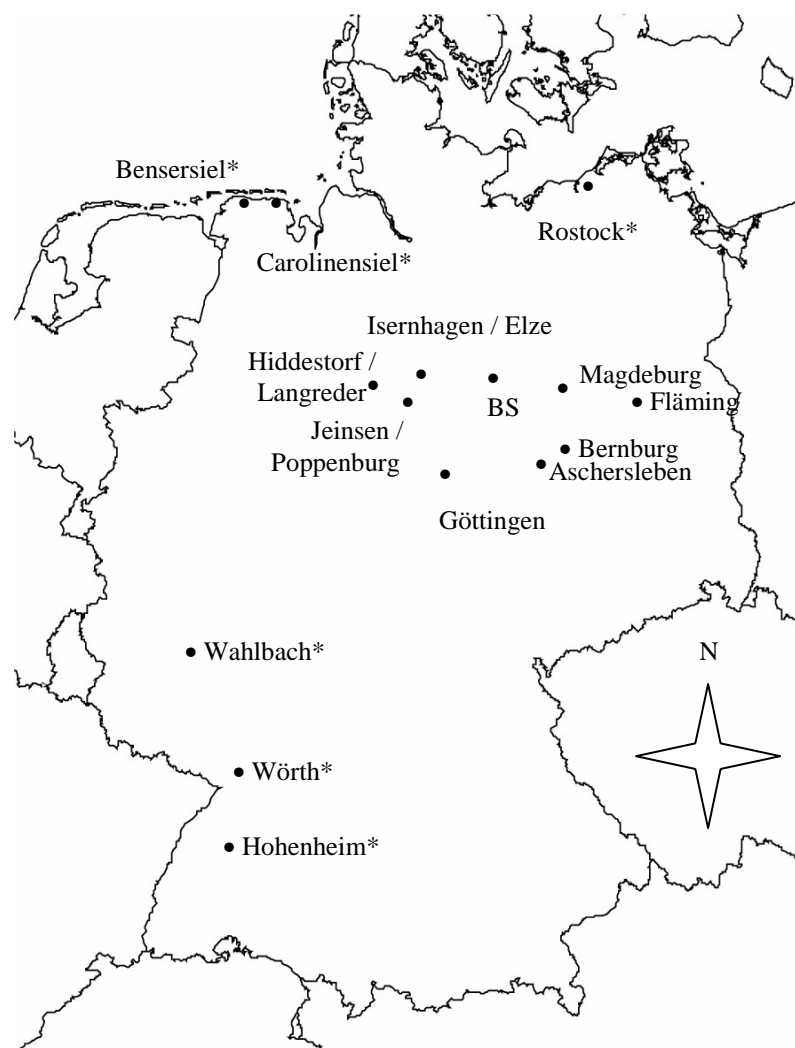 Bensersiel*
Rostock*
Carolinensiel*
Isernhagen / Elze
Hiddestorf /
Langreder
Magdeburg
BS
Fläming
Jeinsen /
Poppenburg
Bernburg
Aschersleben
Göttingen
Wahlbach*
N
Wörth*
Hohenheim*